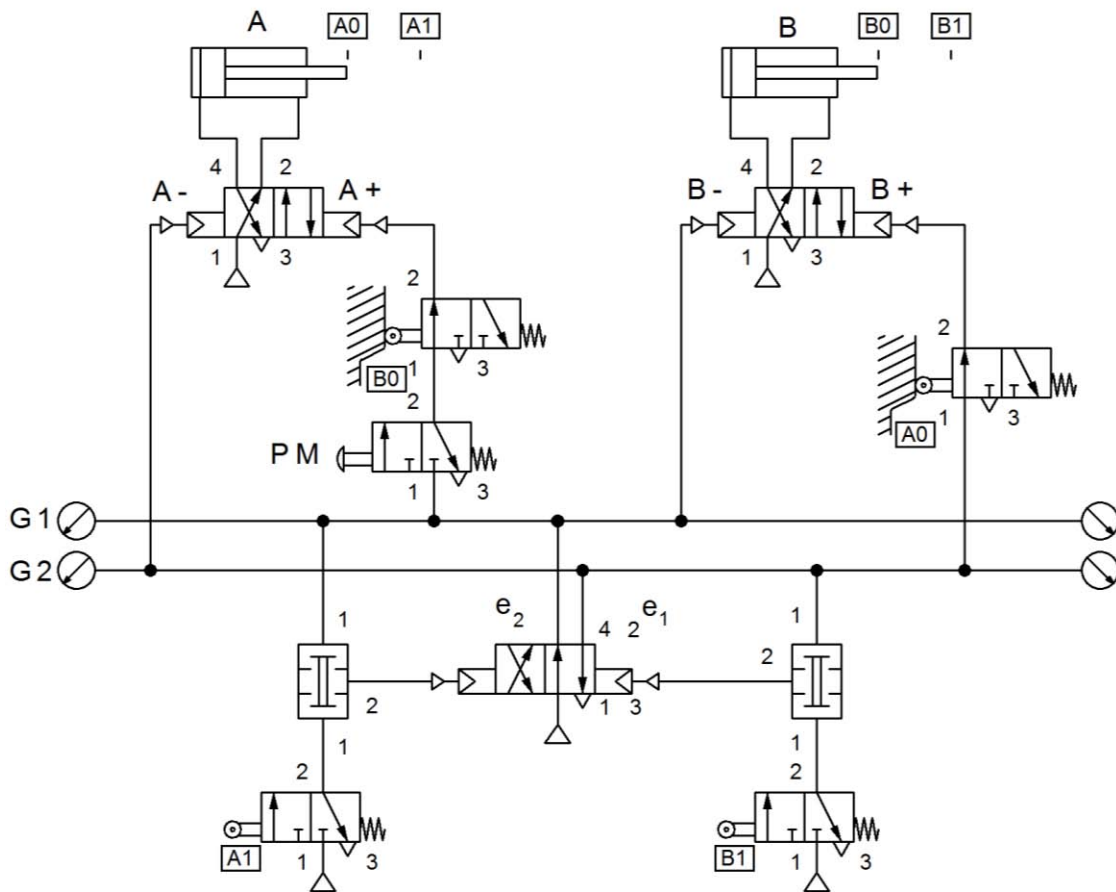 A A0 A1 B B0 B1
4 2 4 2
A - A + B - B +
1 3 1 3
2 2
1 3
B0
1 3
A0
2
P M
1 3
G 1
G 2
e2 e1
1 4 2 1
2
2 1 3
1 1
2 2
A1 1 3 B1 1 3